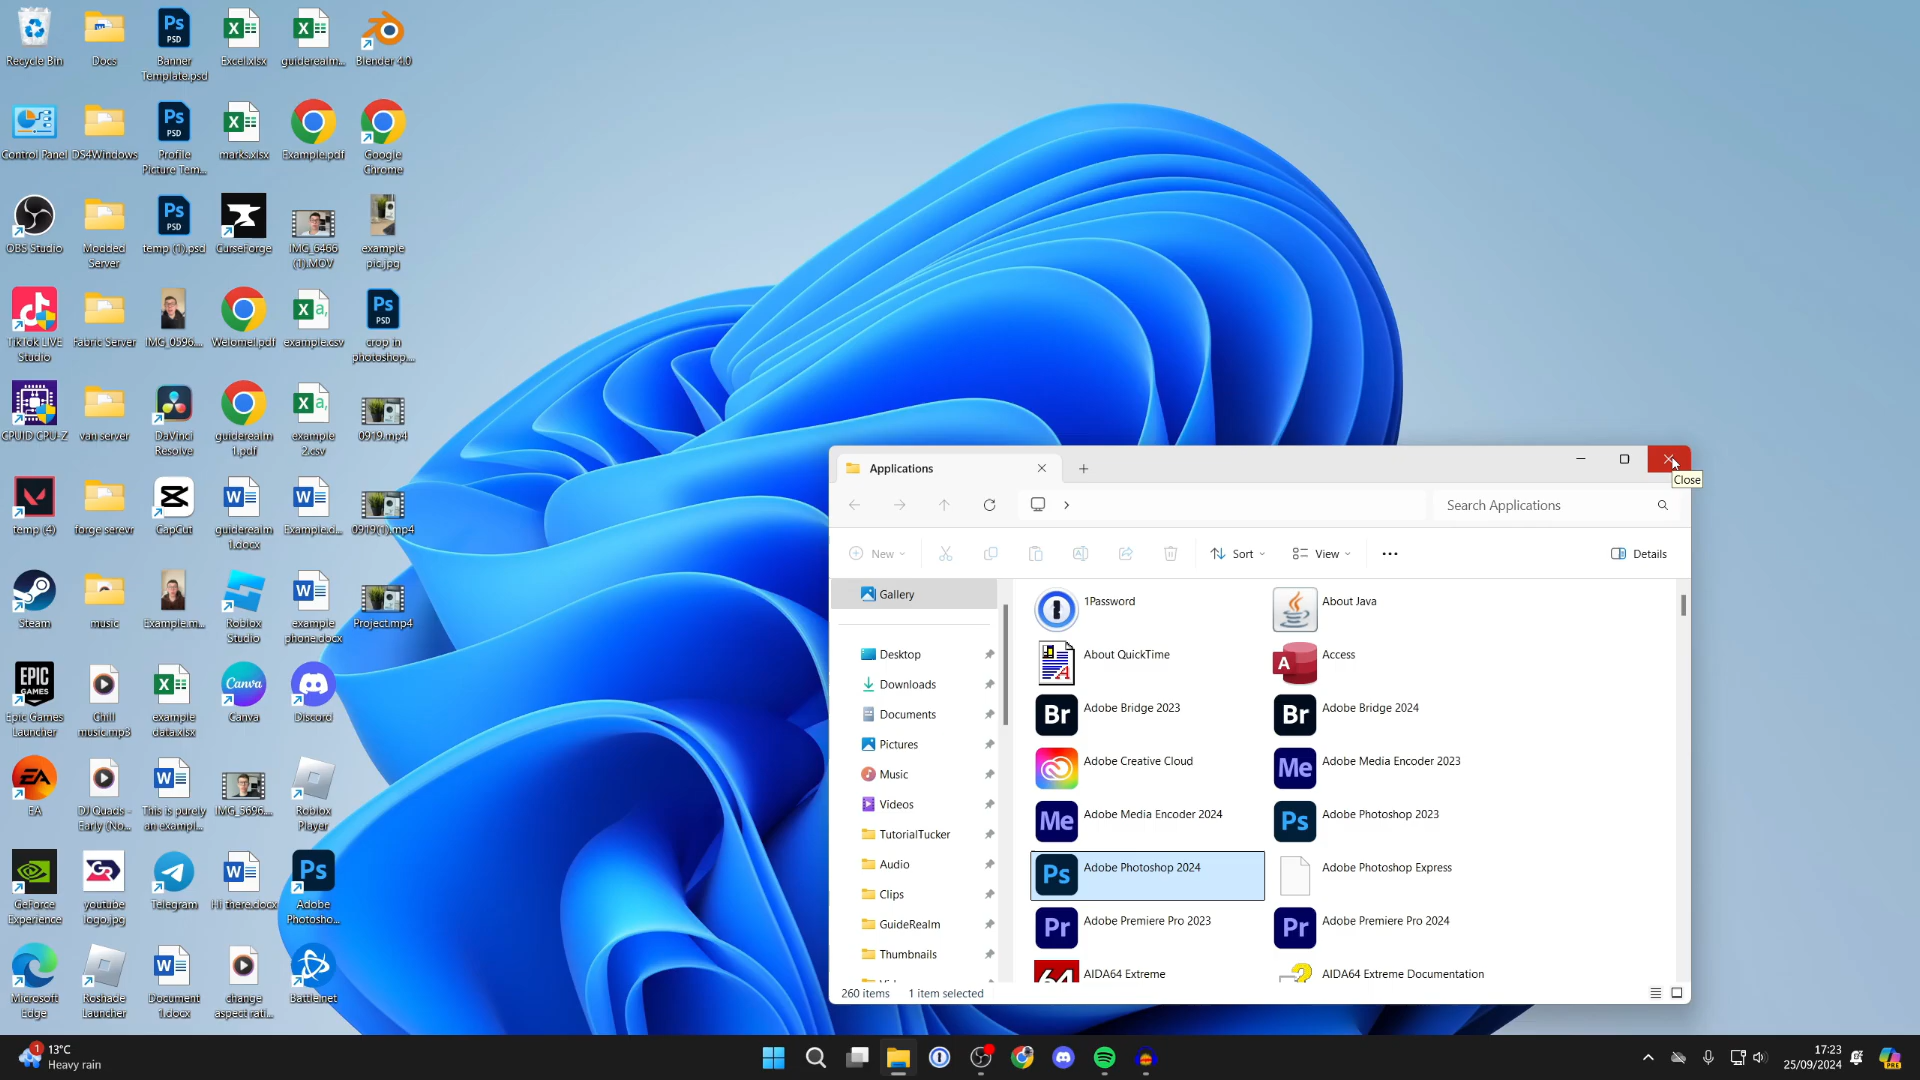 Recycle Bin
Docs
Banner
Template.psd
Excel.xlsx
guiderealm...
Blender 4.0
Control Panel
DS4Windows
Profile
Picture Tem...
marks.xlsx
Example.pdf
Google
Chrome
OBS Studio
Modded
Server
temp (1).psd
CurseForge
IMG_6466
(1).MOV
example
pic.jpg
TikTok LIVE
Studio
Fabric Server
IMG_0596....
Welome!.pdf
example.csv
crop in
photoshop....
CPUID CPU-Z
van server
DaVinci
Resolve
guiderealm
1.pdf
example
2.csv
0919.mp4
temp (4)
forge serevr
CapCut
guiderealm
1.docx
Example.d...
0919(1).mp4
Steam
music
Example.m...
Roblox
Studio
example
phone.docx
Project.mp4
Epic Games
Launcher
Chill
music.mp3
example
data.xlsx
Canva
Discord
EA
DJ Quads -
Early (No...
This is purely
an exampl...
IMG_5696....
Roblox
Player
GeForce
Experience
youtube
logo.jpg
Telegram
Hi there.docx
Adobe
Photosho...
Microsoft
Edge
Roshade
Launcher
Document
1.docx
change
aspect rati...
Battle.net
Applications
Close
Search Applications
New
Sort
View
Details
Gallery
Desktop
Downloads
Documents
Pictures
Music
Videos
TutorialTucker
Audio
Clips
GuideRealm
Thumbnails
1Password
About Java
About QuickTime
Access
Adobe Bridge 2023
Adobe Bridge 2024
Adobe Creative Cloud
Adobe Media Encoder 2023
Adobe Media Encoder 2024
Adobe Photoshop 2023
Adobe Photoshop 2024
Adobe Photoshop Express
Adobe Premiere Pro 2023
Adobe Premiere Pro 2024
AIDA64 Extreme
AIDA64 Extreme Documentation
260 items
1 item selected
1
13°C
Heavy rain
17:23
25/09/2024